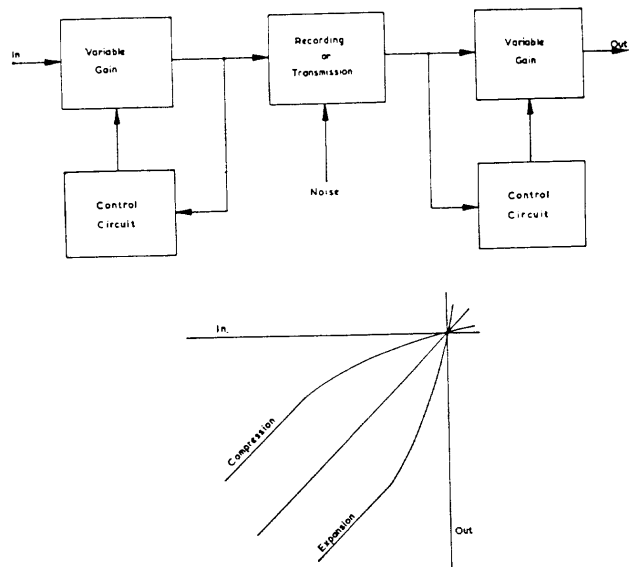 In
Variable
Gain
Recording
or
Transmission
Variable
Gain
Out
Control
Circuit
Noise
Control
Circuit
In.
Compression
Expansion
Out